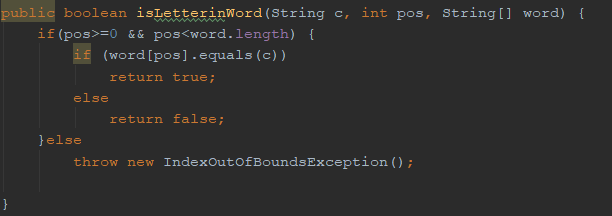 public boolean isLetterinWord(String c, int pos, String[] word) {
    if(pos>=0 && pos<word.length) {
        if (word[pos].equals(c))
            return true;
        else
            return false;
    }else
        throw new IndexOutOfBoundsException();
}